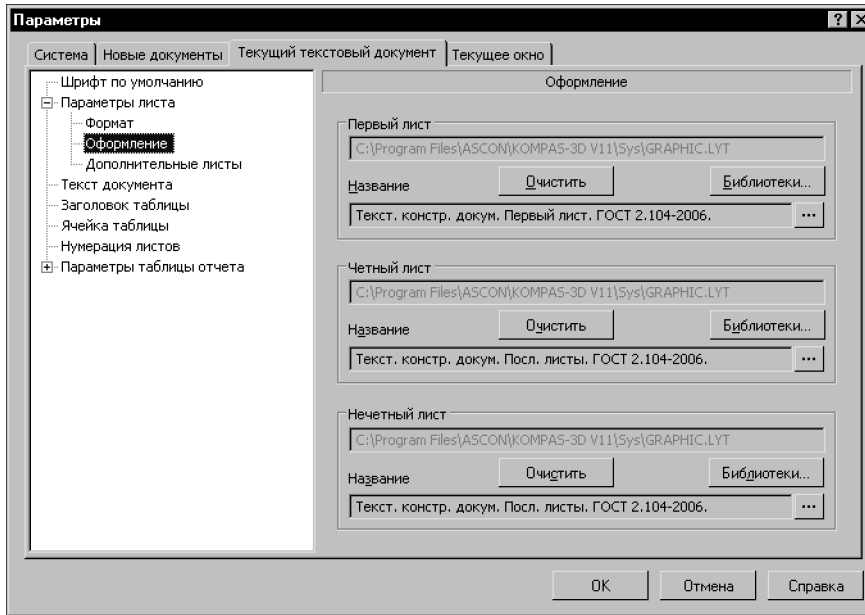 Параметры
Система
Новые документы
Текущий текстовый документ
Текущее окно
Шрифт по умолчанию
Параметры листа
Формат
Оформление
Дополнительные листы
Текст документа
Заголовок таблицы
Ячейка таблицы
Нумерация листов
Параметры таблицы отчета
Оформление
Первый лист
C:\Program Files\ASCON\KOMPAS-3D V11\Sys\GRAPHIC.LYT
Название
Очистить
Библиотеки...
Текст. констр. докум. Первый лист. ГОСТ 2.104-2006.
...
Четный лист
C:\Program Files\ASCON\KOMPAS-3D V11\Sys\GRAPHIC.LYT
Название
Очистить
Библиотеки...
Текст. констр. докум. Посл. листы. ГОСТ 2.104-2006.
...
Нечетный лист
C:\Program Files\ASCON\KOMPAS-3D V11\Sys\GRAPHIC.LYT
Название
Очистить
Библиотеки...
Текст. констр. докум. Посл. листы. ГОСТ 2.104-2006.
...
OK
Отмена
Справка